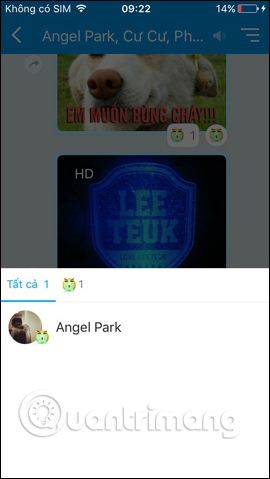 Không có SIM 09:22 14%
Angel Park, Cư Cư, Ph...
EM MUỐN BÙNG CHÁY!!!
1
HD
LEE
TEUK
Tất cả 1 1
Angel Park
Quantrimang